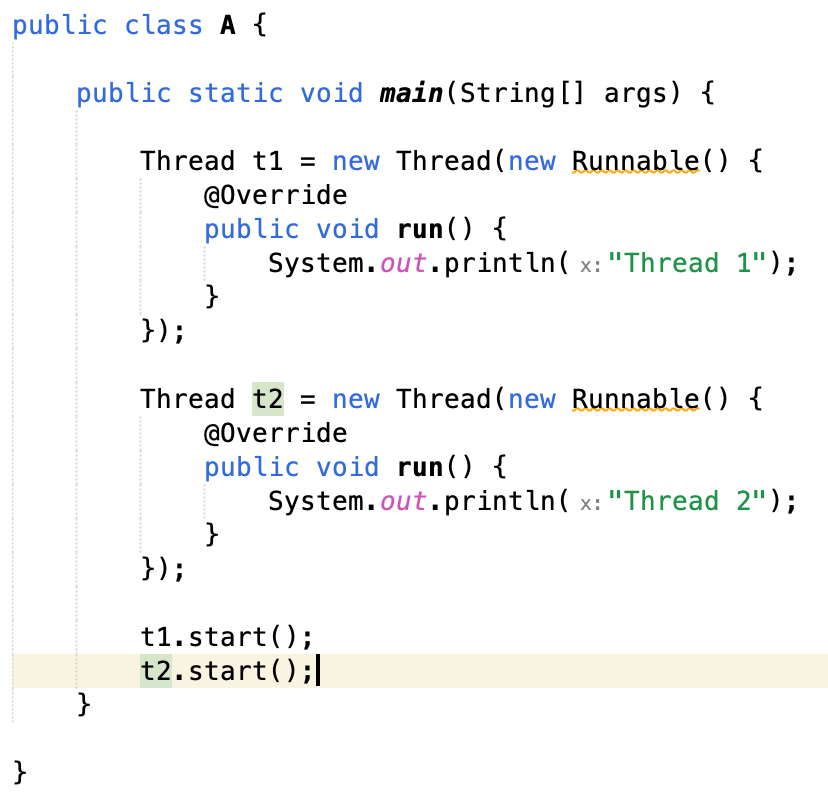 public class A {
public static void main(String[] args) {
Thread t1 = new Thread(new Runnable() {
@Override
public void run() {
System.out.println( x: "Thread 1");
}
});
Thread t2 = new Thread(new Runnable() {
@Override
public void run() {
System.out.println( x: "Thread 2");
}
});
t1.start();
t2.start();
}
}